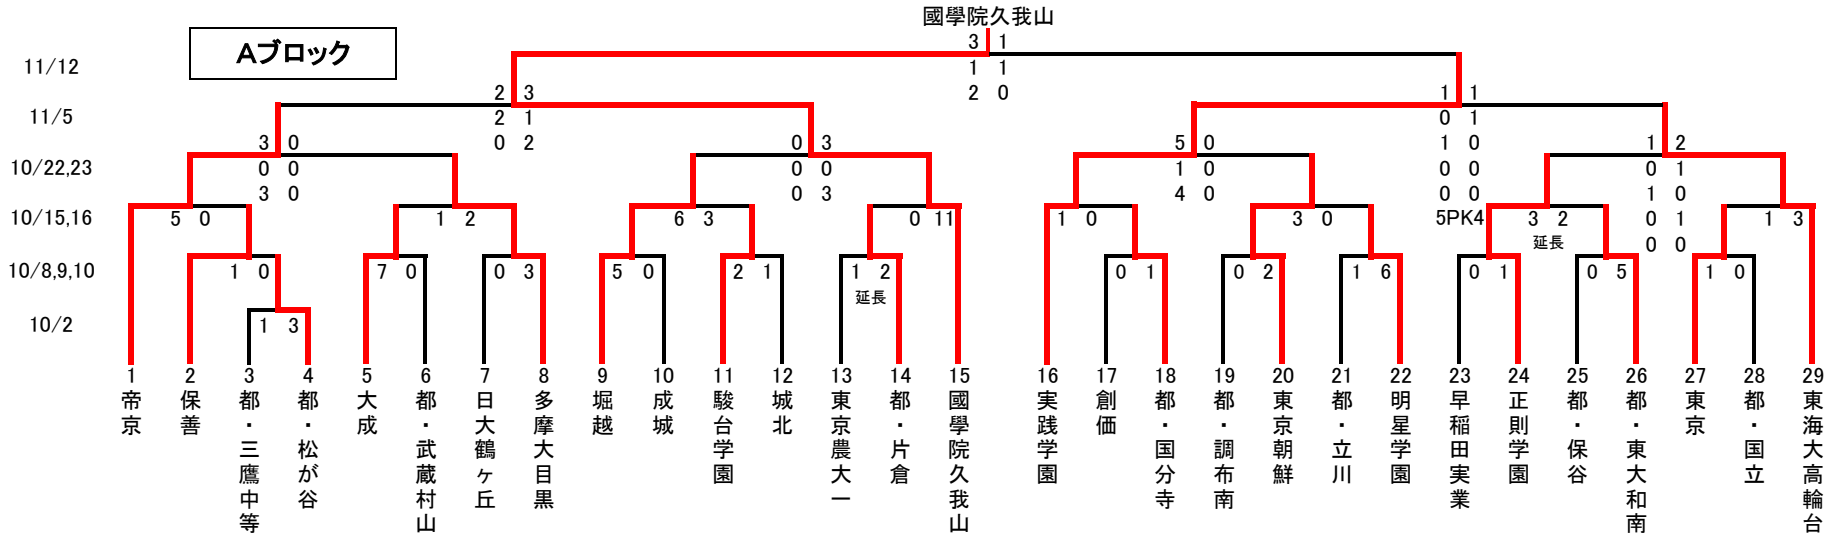 國學院久我山
Aブロック
3 1
11/12
1 1
2 0
2 3
1 1
11/5
2 1
0 1
3 0
0 3
0 2
5 0
1 0
1 2
10/22,23
0 0
0 0
1 0
0 0
0 1
3 0
0 3
4 0
0 0
1 0
10/15,16
5 0
1 2
6 3
0 11
1 0
3 0
5PK4
3 2
0 1
1 3
延長
0 0
10/8,9,10
1 0
7 0
0 3
5 0
2 1
1 2
0 1
0 2
1 6
0 1
0 5
1 0
延長
10/2
1 3
1
2
3
4
5
6
7
8
9
10
11
12
13
14
15
16
17
18
19
20
21
22
23
24
25
26
27
28
29
帝京
保善
都・三鷹中等
都・松が谷
大成
都・武蔵村山
日大鶴ヶ丘
多摩大目黒
堀越
成城
駿台学園
城北
東京農大一
都・片倉
國學院久我山
実践学園
創価
都・国分寺
都・調布南
東京朝鮮
都・立川
明星学園
早稲田実業
正則学園
都・保谷
都・東大和南
東京
都・国立
東海大高輪台